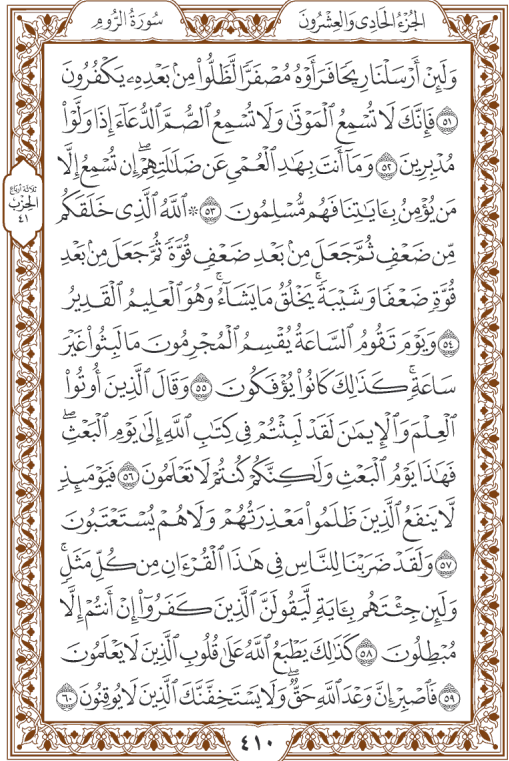 الجُزْءُ الحَادِى وَالعِشْرُونَ
سُورَةُ الرُّومِ
وَلَئِنْ أَرْسَلْنَا رِيحًا فَرَأَوْهُ مُصْفَرًّا لَّظَلُّوا۟ مِنۢ بَعْدِهِۦ يَكْفُرُونَ
٥١ فَإِنَّكَ لَا تُسْمِعُ ٱلْمَوْتَىٰ وَلَا تُسْمِعُ ٱلصُّمَّ ٱلدُّعَآءَ إِذَا وَلَّوْا۟
مُدْبِرِينَ ٥٢ وَمَآ أَنتَ بِهَـٰدِ ٱلْعُمْىِ عَن ضَلَـٰلَتِهِمْ ۖ إِن تُسْمِعُ إِلَّا
مَن يُؤْمِنُ بِـَٔايَـٰتِنَا فَهُم مُّسْلِمُونَ ٥٣ ۞ ٱللَّهُ ٱلَّذِى خَلَقَكُم
مِّن ضَعْفٍ ثُمَّ جَعَلَ مِنۢ بَعْدِ ضَعْفٍ قُوَّةً ثُمَّ جَعَلَ مِنۢ بَعْدِ
قُوَّةٍ ضَعْفًا وَشَيْبَةً ۚ يَخْلُقُ مَا يَشَآءُ ۖ وَهُوَ ٱلْعَلِيمُ ٱلْقَدِيرُ
٥٤ وَيَوْمَ تَقُومُ ٱلسَّاعَةُ يُقْسِمُ ٱلْمُجْرِمُونَ مَا لَبِثُوا۟ غَيْرَ
سَاعَةٍ ۚ كَذَٰلِكَ كَانُوا۟ يُؤْفَكُونَ ٥٥ وَقَالَ ٱلَّذِينَ أُوتُوا۟
ٱلْعِلْمَ وَٱلْإِيمَـٰنَ لَقَدْ لَبِثْتُمْ فِى كِتَـٰبِ ٱللَّهِ إِلَىٰ يَوْمِ ٱلْبَعْثِ ۖ
فَهَـٰذَا يَوْمُ ٱلْبَعْثِ وَلَـٰكِنَّكُمْ كُنتُمْ لَا تَعْلَمُونَ ٥٦ فَيَوْمَئِذٍ
لَّا يَنفَعُ ٱلَّذِينَ ظَلَمُوا۟ مَعْذِرَتُهُمْ وَلَا هُمْ يُسْتَعْتَبُونَ
٥٧ وَلَقَدْ ضَرَبْنَا لِلنَّاسِ فِى هَـٰذَا ٱلْقُرْءَانِ مِن كُلِّ مَثَلٍ ۚ
وَلَئِن جِئْتَهُم بِـَٔايَةٍ لَّيَقُولَنَّ ٱلَّذِينَ كَفَرُوٓا۟ إِنْ أَنتُمْ إِلَّا
مُبْطِلُونَ ٥٨ كَذَٰلِكَ يَطْبَعُ ٱللَّهُ عَلَىٰ قُلُوبِ ٱلَّذِينَ لَا يَعْلَمُونَ
٥٩ فَٱصْبِرْ إِنَّ وَعْدَ ٱللَّهِ حَقٌّ ۖ وَلَا يَسْتَخِفَّنَّكَ ٱلَّذِينَ لَا يُوقِنُونَ ٦٠
ثلاثة أرباع
الحزب
٤١
٤١٠